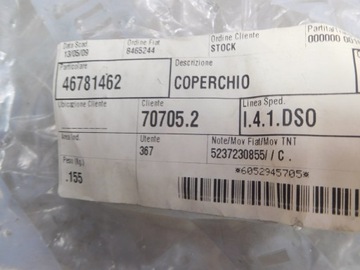 Data Sped. Ordine Fiat Ordine Cliente Partita
13/05/09 8465244 STOCK 000000 00
Particolare Descrizione
46781462 COPERCHIO
Ubicazione Cliente Cliente Linea Sped.
70705.2 I.4.1.DSO
Utente Note/Mov Fiat/Mov TNT
367 5237230855// C.
Peso (Kg)
.155 *6052945705*